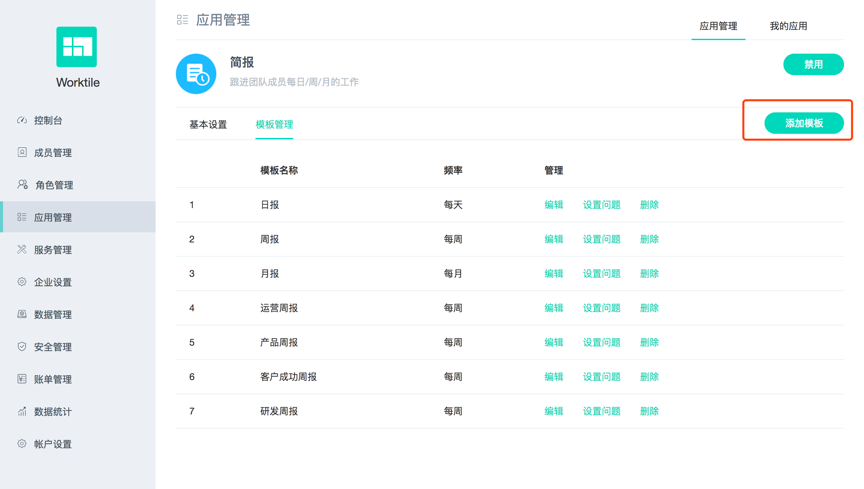 Worktile
控制台
成员管理
角色管理
应用管理
服务管理
企业设置
数据管理
安全管理
账单管理
数据统计
帐户设置
应用管理
应用管理 我的应用
简报
跟进团队成员每日/周/月的工作
禁用
基本设置 模板管理
添加模板
模板名称 频率 管理
1 日报 每天 编辑 设置问题 删除
2 周报 每周 编辑 设置问题 删除
3 月报 每月 编辑 设置问题 删除
4 运营周报 每周 编辑 设置问题 删除
5 产品周报 每周 编辑 设置问题 删除
6 客户成功周报 每周 编辑 设置问题 删除
7 研发周报 每周 编辑 设置问题 删除